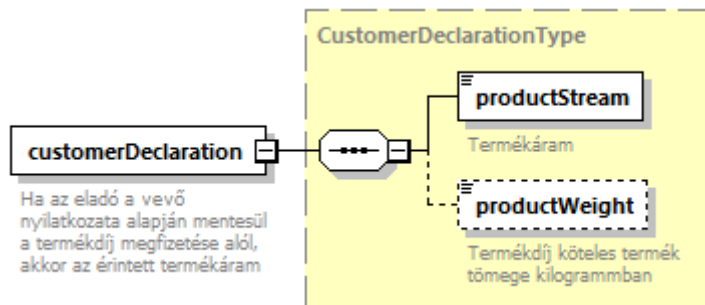 CustomerDeclarationType
productStream
Termékáram
customerDeclaration
Ha az eladó a vevő
nyilatkozata alapján mentesül
a termékdíj megfizetése alól,
akkor az érintett termékáram
productWeight
Termékdíj köteles termék
tömege kilogrammban